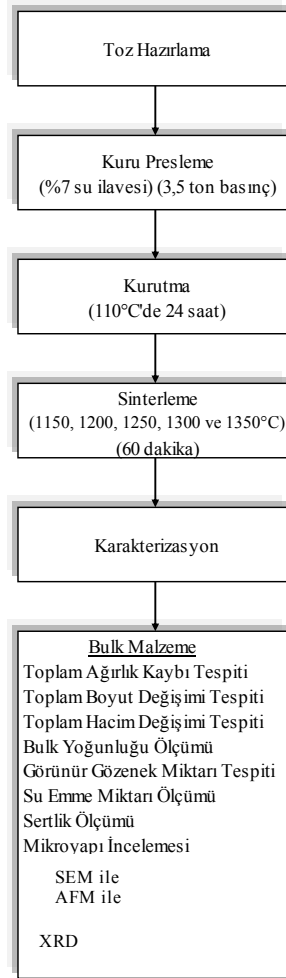 Toz Hazırlama
Kuru Presleme
(%7 su ilavesi) (3,5 ton basınç)
Kurutma
(110°C'de 24 saat)
Sinterleme
(1150, 1200, 1250, 1300 ve 1350°C)
(60 dakika)
Karakterizasyon
Bulk Malzeme
Toplam Ağırlık Kaybı Tespiti
Toplam Boyut Değişimi Tespiti
Toplam Hacim Değişimi Tespiti
Bulk Yoğunluğu Ölçümü
Görünür Gözenek Miktarı Tespiti
Su Emme Miktarı Ölçümü
Sertlik Ölçümü
Mikroyapı İncelemesi
SEM ile
AFM ile
XRD